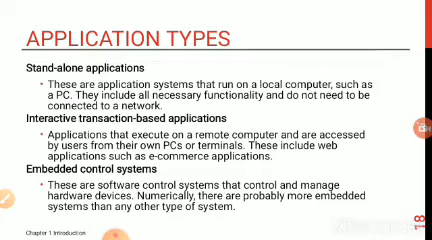 APPLICATION TYPES
Stand-alone applications
• These are application systems that run on a local computer, such as
a PC. They include all necessary functionality and do not need to be
connected to a network.
Interactive transaction-based applications
• Applications that execute on a remote computer and are accessed
by users from their own PCs or terminals. These include web
applications such as e-commerce applications.
Embedded control systems
• These are software control systems that control and manage
hardware devices. Numerically, there are probably more embedded
systems than any other type of system.
Chapter 1 Introduction
18